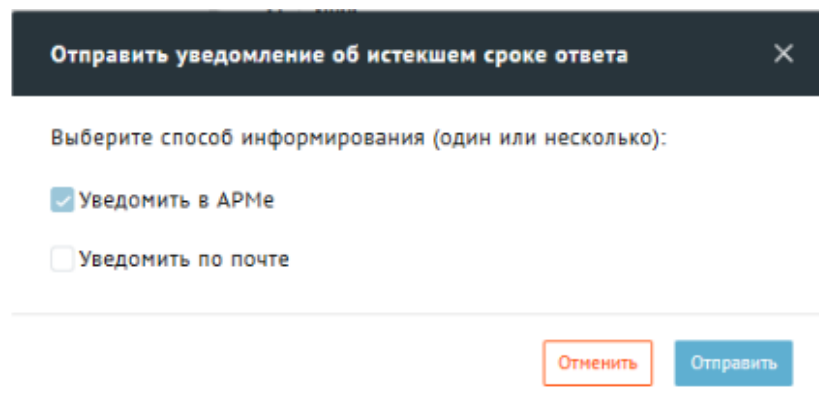 Отправить уведомление об истекшем сроке ответа
Выберите способ информирования (один или несколько):
Уведомить в АРМе
Уведомить по почте
Отменить
Отправить